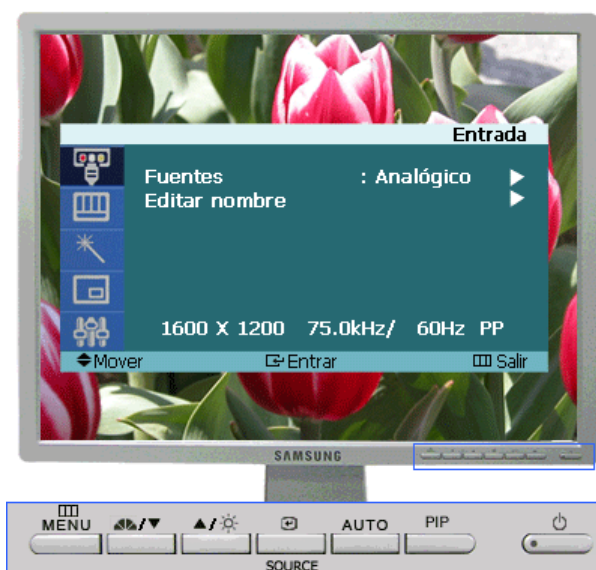 Entrada
Fuentes : Analógico
Editar nombre
1600 X 1200 75.0kHz/ 60Hz PP
Mover Entrar Salir
SAMSUNG
MENU AUTO PIP
SOURCE